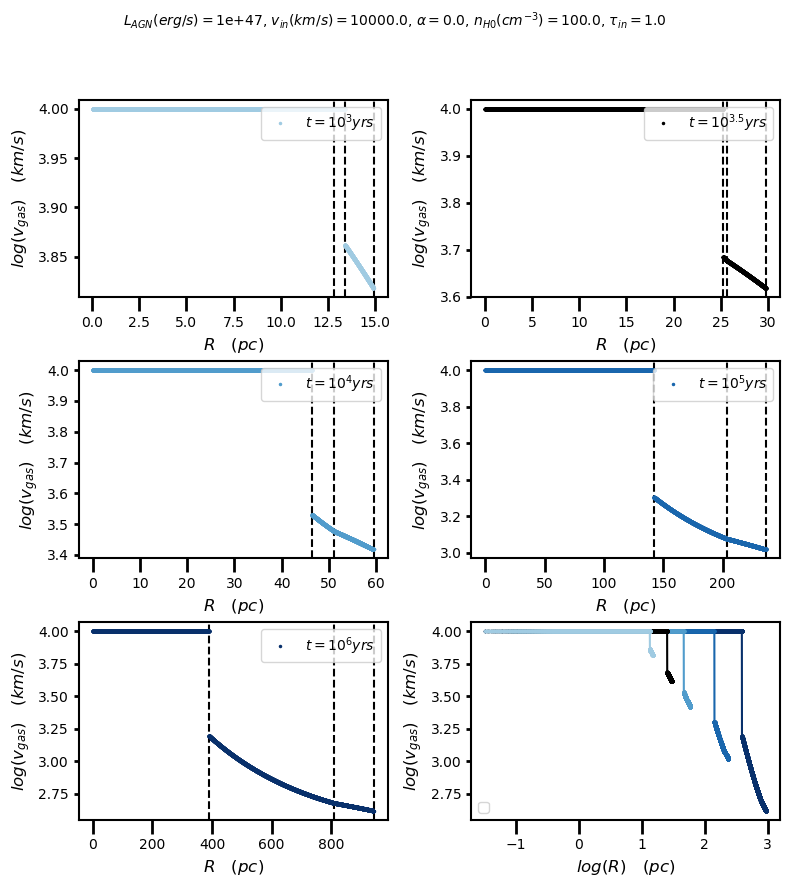 L_AGN(erg/s) = 1e+47, v_in(km/s) = 10000.0, α = 0.0, n_H0(cm^−3) = 100.0, τ_in = 1.0
t = 10^3 yrs
4.00
3.95
3.90
3.85
log(v_gas) (km/s)
0.0 2.5 5.0 7.5 10.0 12.5 15.0
R (pc)
t = 10^3.5 yrs
4.0
3.9
3.8
3.7
3.6
log(v_gas) (km/s)
0 5 10 15 20 25 30
R (pc)
t = 10^4 yrs
4.0
3.9
3.8
3.7
3.6
3.5
3.4
log(v_gas) (km/s)
0 10 20 30 40 50 60
R (pc)
t = 10^5 yrs
4.0
3.8
3.6
3.4
3.2
3.0
log(v_gas) (km/s)
0 50 100 150 200
R (pc)
t = 10^6 yrs
4.00
3.75
3.50
3.25
3.00
2.75
log(v_gas) (km/s)
0 200 400 600 800
R (pc)
4.00
3.75
3.50
3.25
3.00
2.75
log(v_gas) (km/s)
−1 0 1 2 3
log(R) (pc)